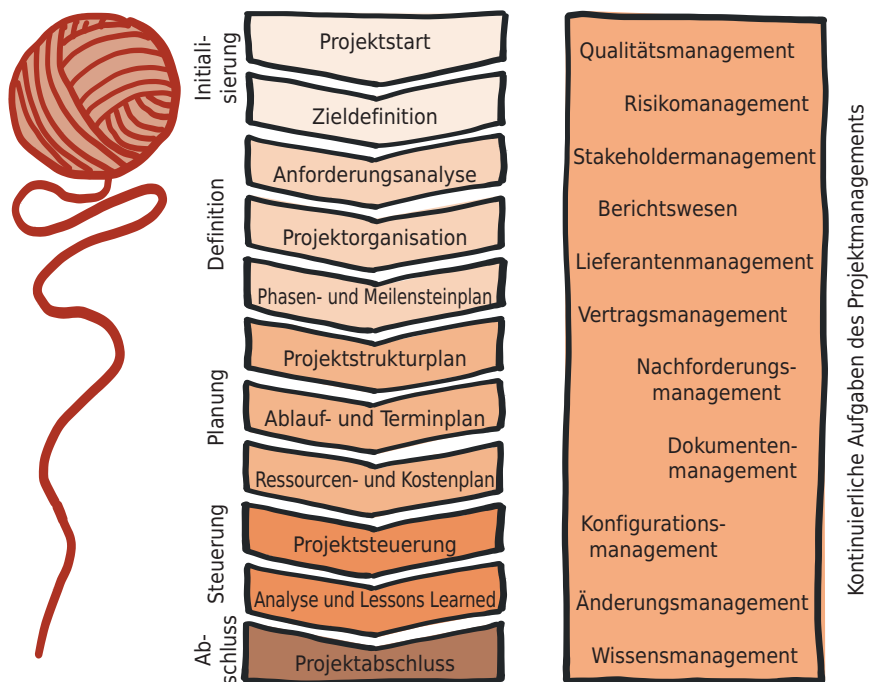 Initiali-
sierung
Projektstart
Zieldefinition
Definition
Anforderungsanalyse
Projektorganisation
Phasen- und Meilensteinplan
Planung
Projektstrukturplan
Ablauf- und Terminplan
Ressourcen- und Kostenplan
Steuerung
Projektsteuerung
Analyse und Lessons Learned
Ab-
schluss
Projektabschluss
Qualitätsmanagement
Risikomanagement
Stakeholdermanagement
Berichtswesen
Lieferantenmanagement
Vertragsmanagement
Nachforderungs-
management
Dokumenten-
management
Konfigurations-
management
Änderungsmanagement
Wissensmanagement
Kontinuierliche Aufgaben des Projektmanagements